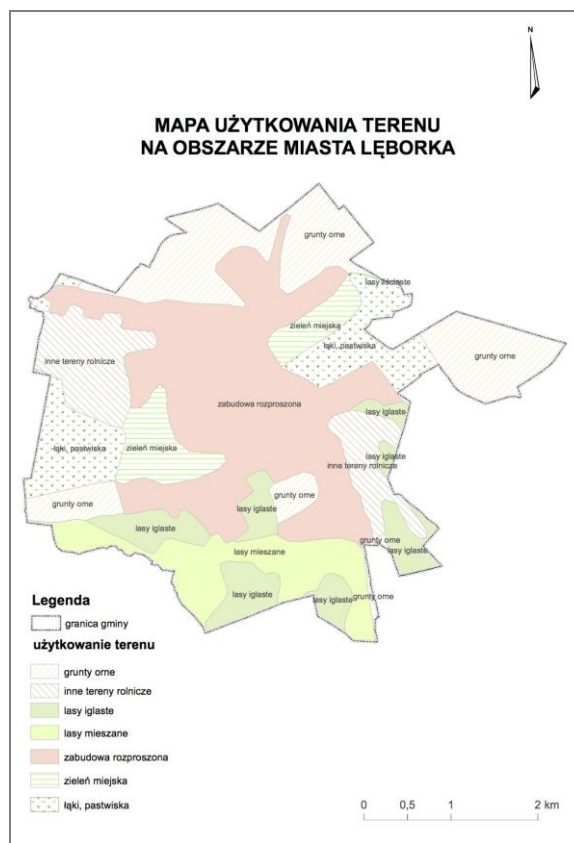 N
MAPA UŻYTKOWANIA TERENU
NA OBSZARZE MIASTA LĘBORKA
grunty orne
lasy liściaste
zieleń miejska
łąki, pastwiska
inne tereny rolnicze
grunty orne
zabudowa rozproszona
lasy iglaste
łąki, pastwiska
zieleń miejska
lasy iglaste
inne tereny rolnicze
grunty orne
grunty orne
lasy iglaste
lasy iglaste
grunty orne
lasy mieszane
lasy iglaste
lasy iglaste
lasy iglaste
grunty orne
Legenda
granica gminy
użytkowanie terenu
grunty orne
inne tereny rolnicze
lasy iglaste
lasy mieszane
zabudowa rozproszona
zieleń miejska
łąki, pastwiska
0 0,5 1 2 km